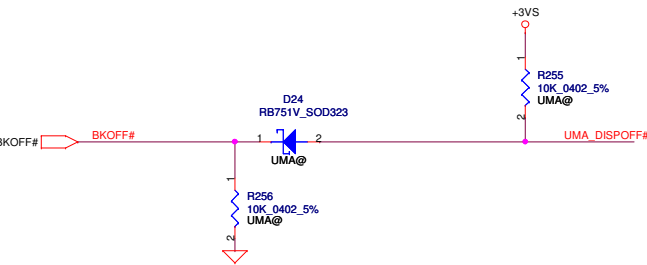 +3VS
1
R255
10K_0402_5%
UMA@
2
D24
RB751V_SOD323
BKOFF#
BKOFF#
1
2
UMA@
UMA_DISPOFF#
1
R256
10K_0402_5%
UMA@
2